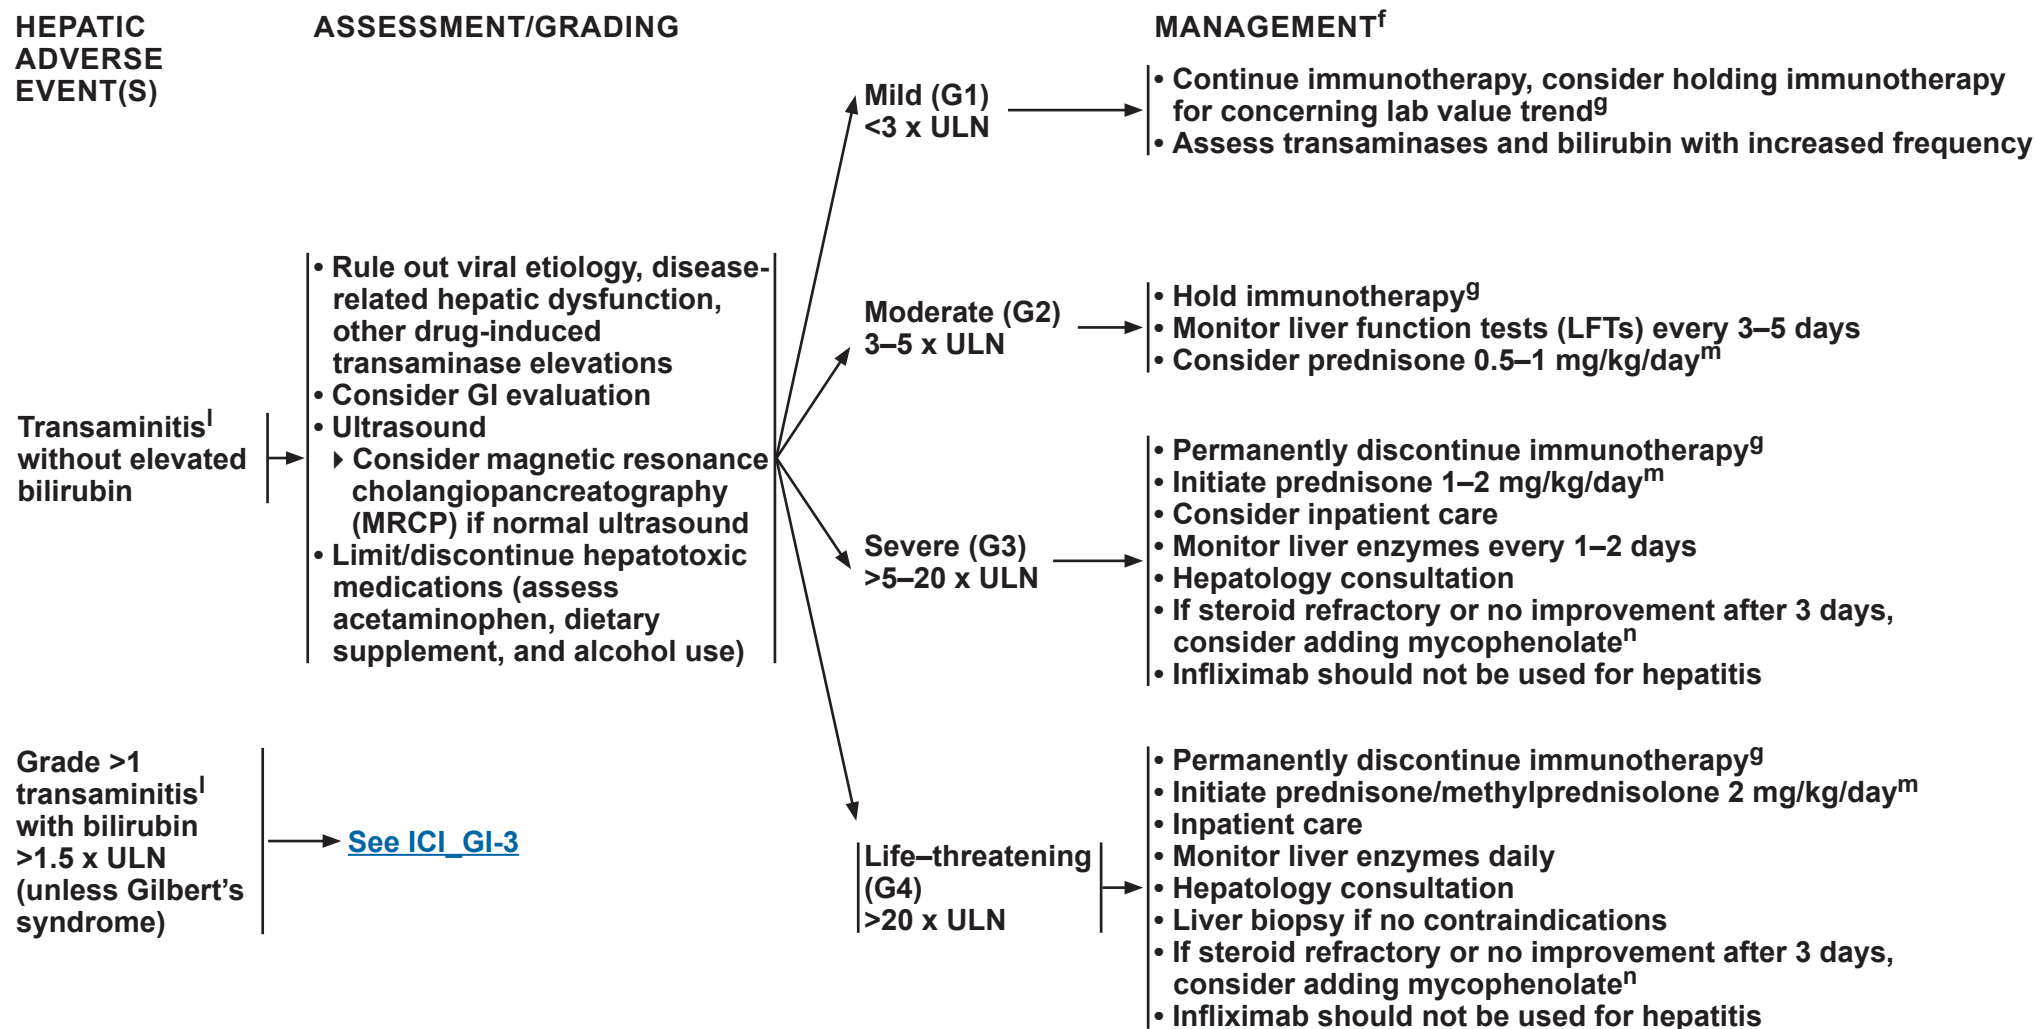 HEPATIC
ADVERSE
EVENT(S)
ASSESSMENT/GRADING
MANAGEMENTf
Transaminitisl
without elevated
bilirubin
• Rule out viral etiology, disease-
related hepatic dysfunction,
other drug-induced
transaminase elevations
• Consider GI evaluation
• Ultrasound
▸ Consider magnetic resonance
cholangiopancreatography
(MRCP) if normal ultrasound
• Limit/discontinue hepatotoxic
medications (assess
acetaminophen, dietary
supplement, and alcohol use)
Mild (G1)
<3 x ULN
• Continue immunotherapy, consider holding immunotherapy
for concerning lab value trendg
• Assess transaminases and bilirubin with increased frequency
Moderate (G2)
3–5 x ULN
• Hold immunotherapyg
• Monitor liver function tests (LFTs) every 3–5 days
• Consider prednisone 0.5–1 mg/kg/daym
Severe (G3)
>5–20 x ULN
• Permanently discontinue immunotherapyg
• Initiate prednisone 1–2 mg/kg/daym
• Consider inpatient care
• Monitor liver enzymes every 1–2 days
• Hepatology consultation
• If steroid refractory or no improvement after 3 days,
consider adding mycophenolaten
• Infliximab should not be used for hepatitis
Life–threatening
(G4)
>20 x ULN
• Permanently discontinue immunotherapyg
• Initiate prednisone/methylprednisolone 2 mg/kg/daym
• Inpatient care
• Monitor liver enzymes daily
• Hepatology consultation
• Liver biopsy if no contraindications
• If steroid refractory or no improvement after 3 days,
consider adding mycophenolaten
• Infliximab should not be used for hepatitis
Grade >1
transaminitisl
with bilirubin
>1.5 x ULN
(unless Gilbert’s
syndrome)
See ICI_GI-3